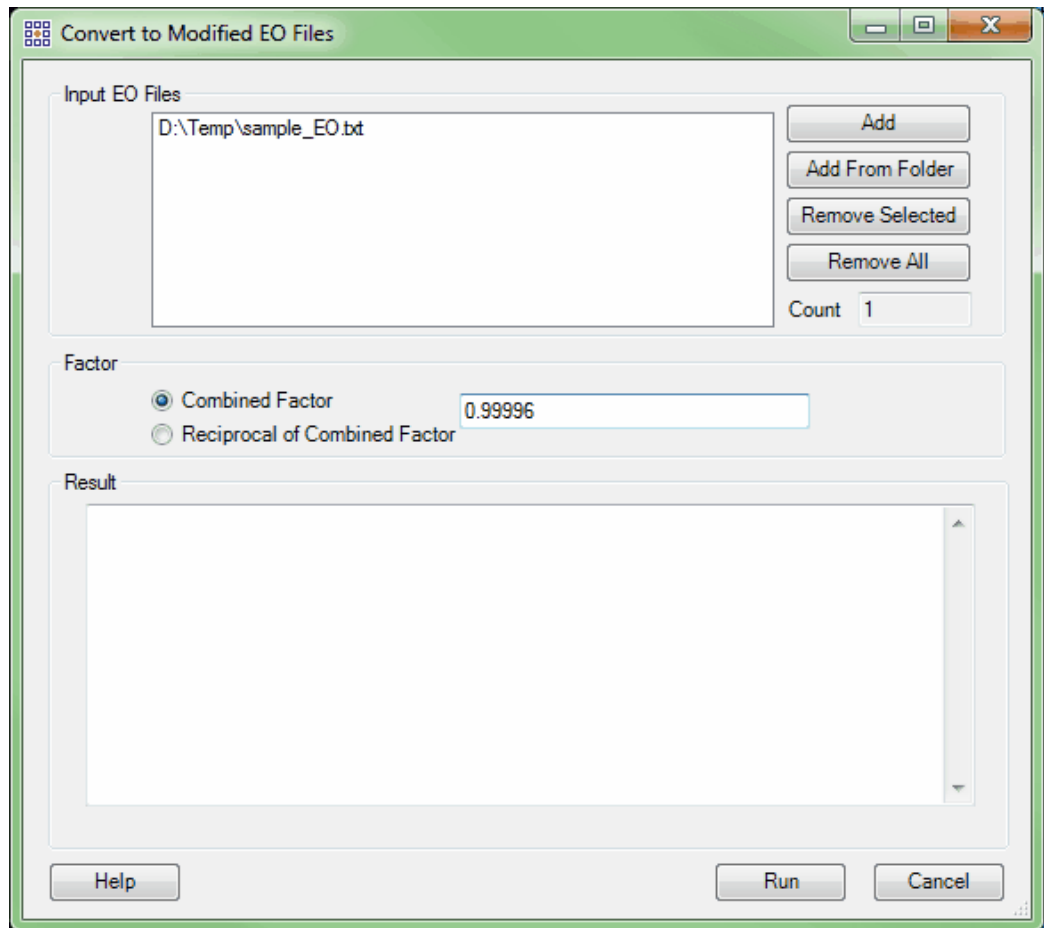 Convert to Modified EO Files
Input EO Files
D:\Temp\sample_EO.txt
Add
Add From Folder
Remove Selected
Remove All
Count 1
Factor
Combined Factor
0.99996
Reciprocal of Combined Factor
Result
Help
Run
Cancel